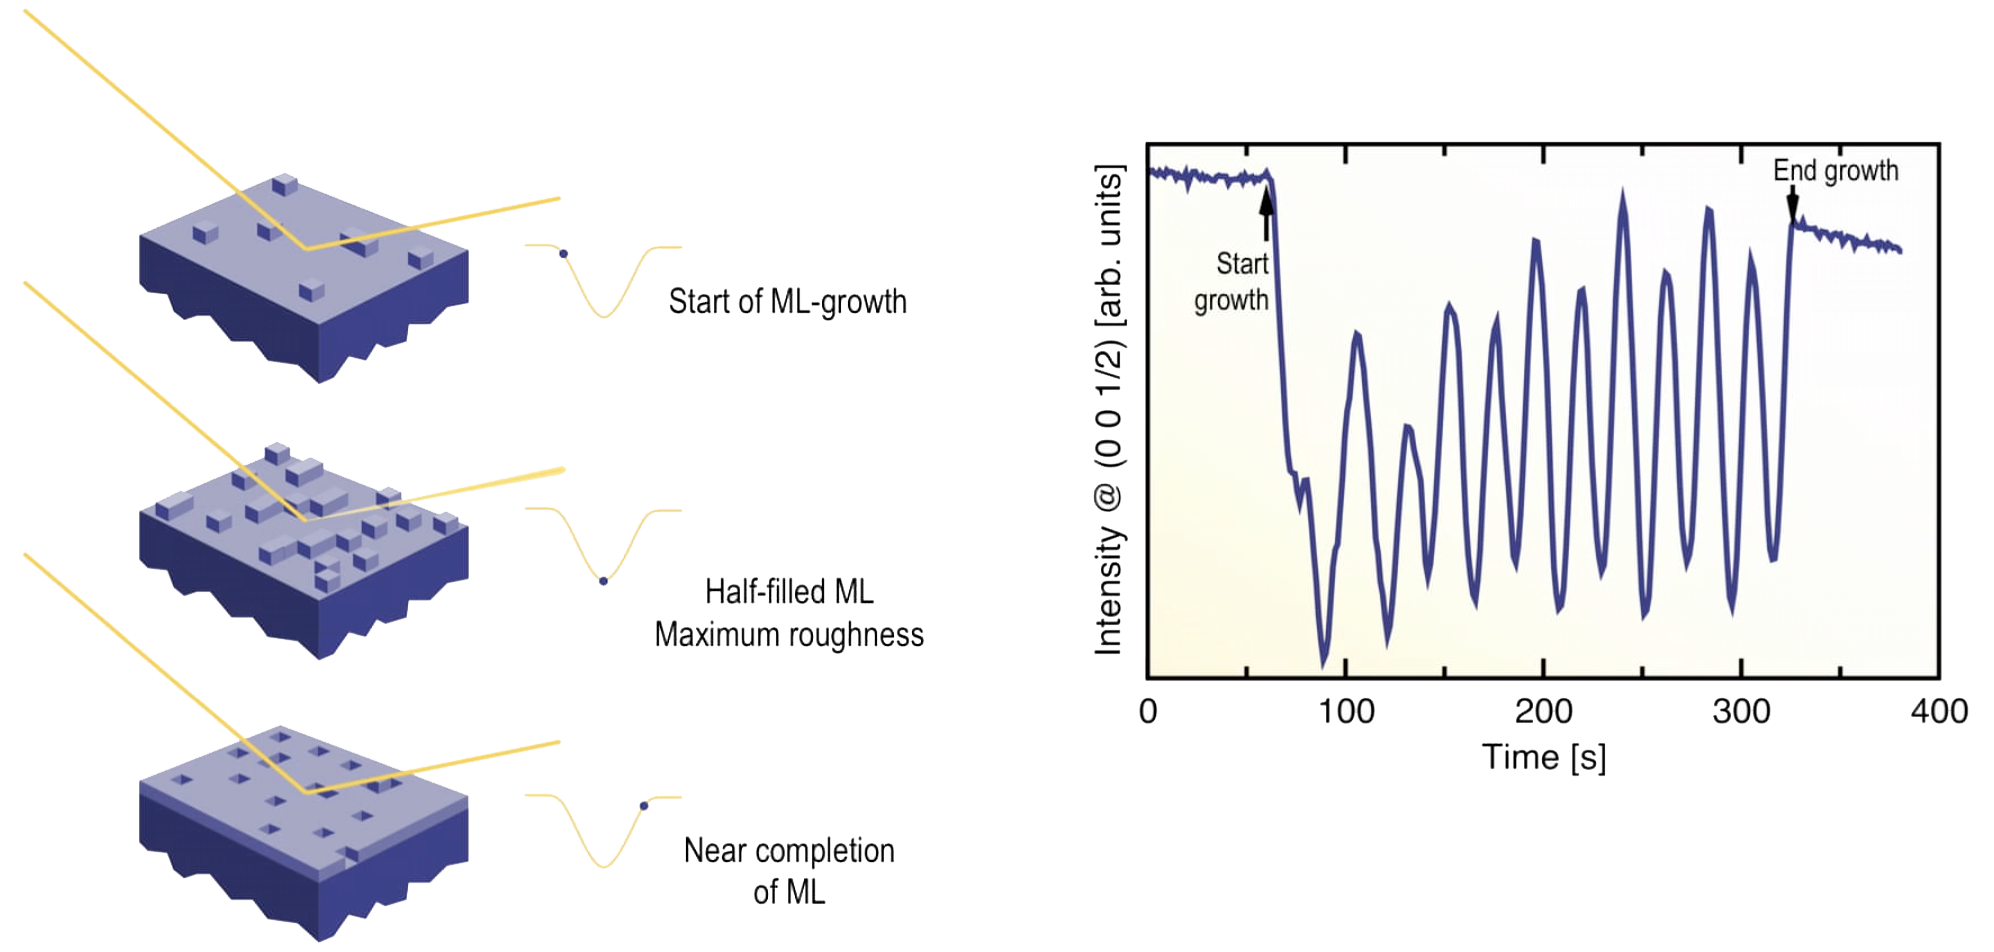 Start of ML-growth
Half-filled ML
Maximum roughness
Near completion
of ML
Intensity @ (0 0 1/2) [arb. units]
Start
growth
End growth
0 100 200 300 400
Time [s]